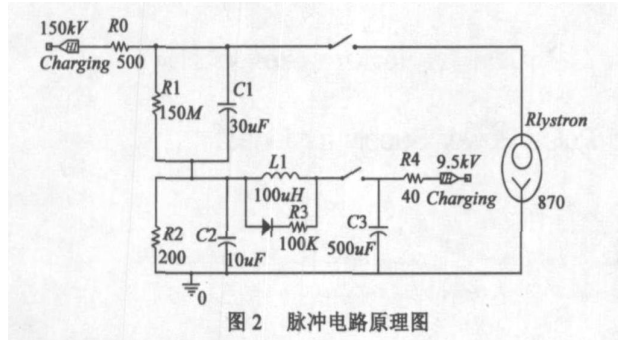 150kV R0
Charging 500
R1
150M
C1
30uF
Rlystron
870
L1
100uH
R3
100K
R4 9.5kV
40 Charging
R2
200
C2
10uF
C3
500uF
0
图2 脉冲电路原理图